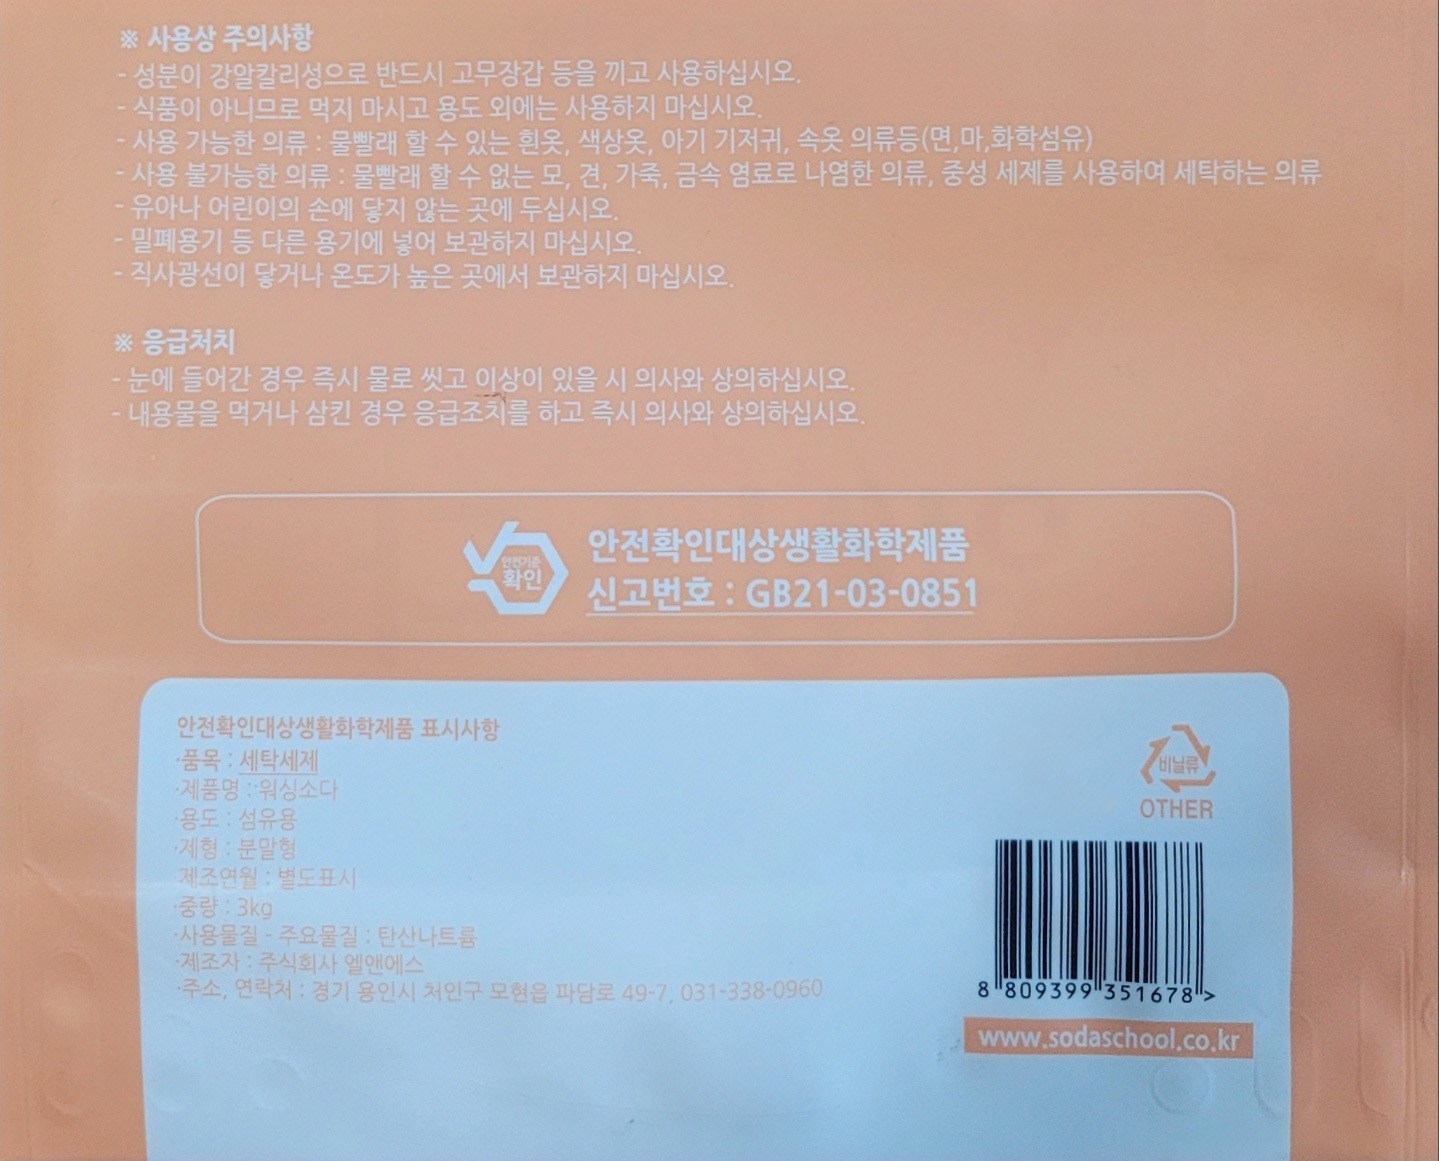 ※ 사용상 주의사항
- 성분이 강알칼리성으로 반드시 고무장갑 등을 끼고 사용하십시오.
- 식품이 아니므로 먹지 마시고 용도 외에는 사용하지 마십시오.
- 사용 가능한 의류 : 물빨래 할 수 있는 흰옷, 색상옷, 아기 기저귀, 속옷 의류등(면,마,화학섬유)
- 사용 불가능한 의류 : 물빨래 할 수 없는 모, 견, 가죽, 금속 염료로 나염한 의류, 중성 세제를 사용하여 세탁하는 의류
- 유아나 어린이의 손에 닿지 않는 곳에 두십시오.
- 밀폐용기 등 다른 용기에 넣어 보관하지 마십시오.
- 직사광선이 닿거나 온도가 높은 곳에서 보관하지 마십시오.
※ 응급처치
- 눈에 들어간 경우 즉시 물로 씻고 이상이 있을 시 의사와 상의하십시오.
- 내용물을 먹거나 삼킨 경우 응급조치를 하고 즉시 의사와 상의하십시오.
안전기준
확인
안전확인대상생활화학제품
신고번호 : GB21-03-0851
안전확인대상생활화학제품 표시사항
·품목 : 세탁세제
·제품명 : 워싱소다
·용도 : 섬유용
·제형 : 분말형
·제조연월 : 별도표시
·중량 : 3kg
·사용물질 - 주요물질 : 탄산나트륨
·제조자 : 주식회사 엘앤에스
·주소, 연락처 : 경기 용인시 처인구 모현읍 파담로 49-7, 031-338-0960
비닐류
OTHER
8 809399 351678 >
www.sodaschool.co.kr